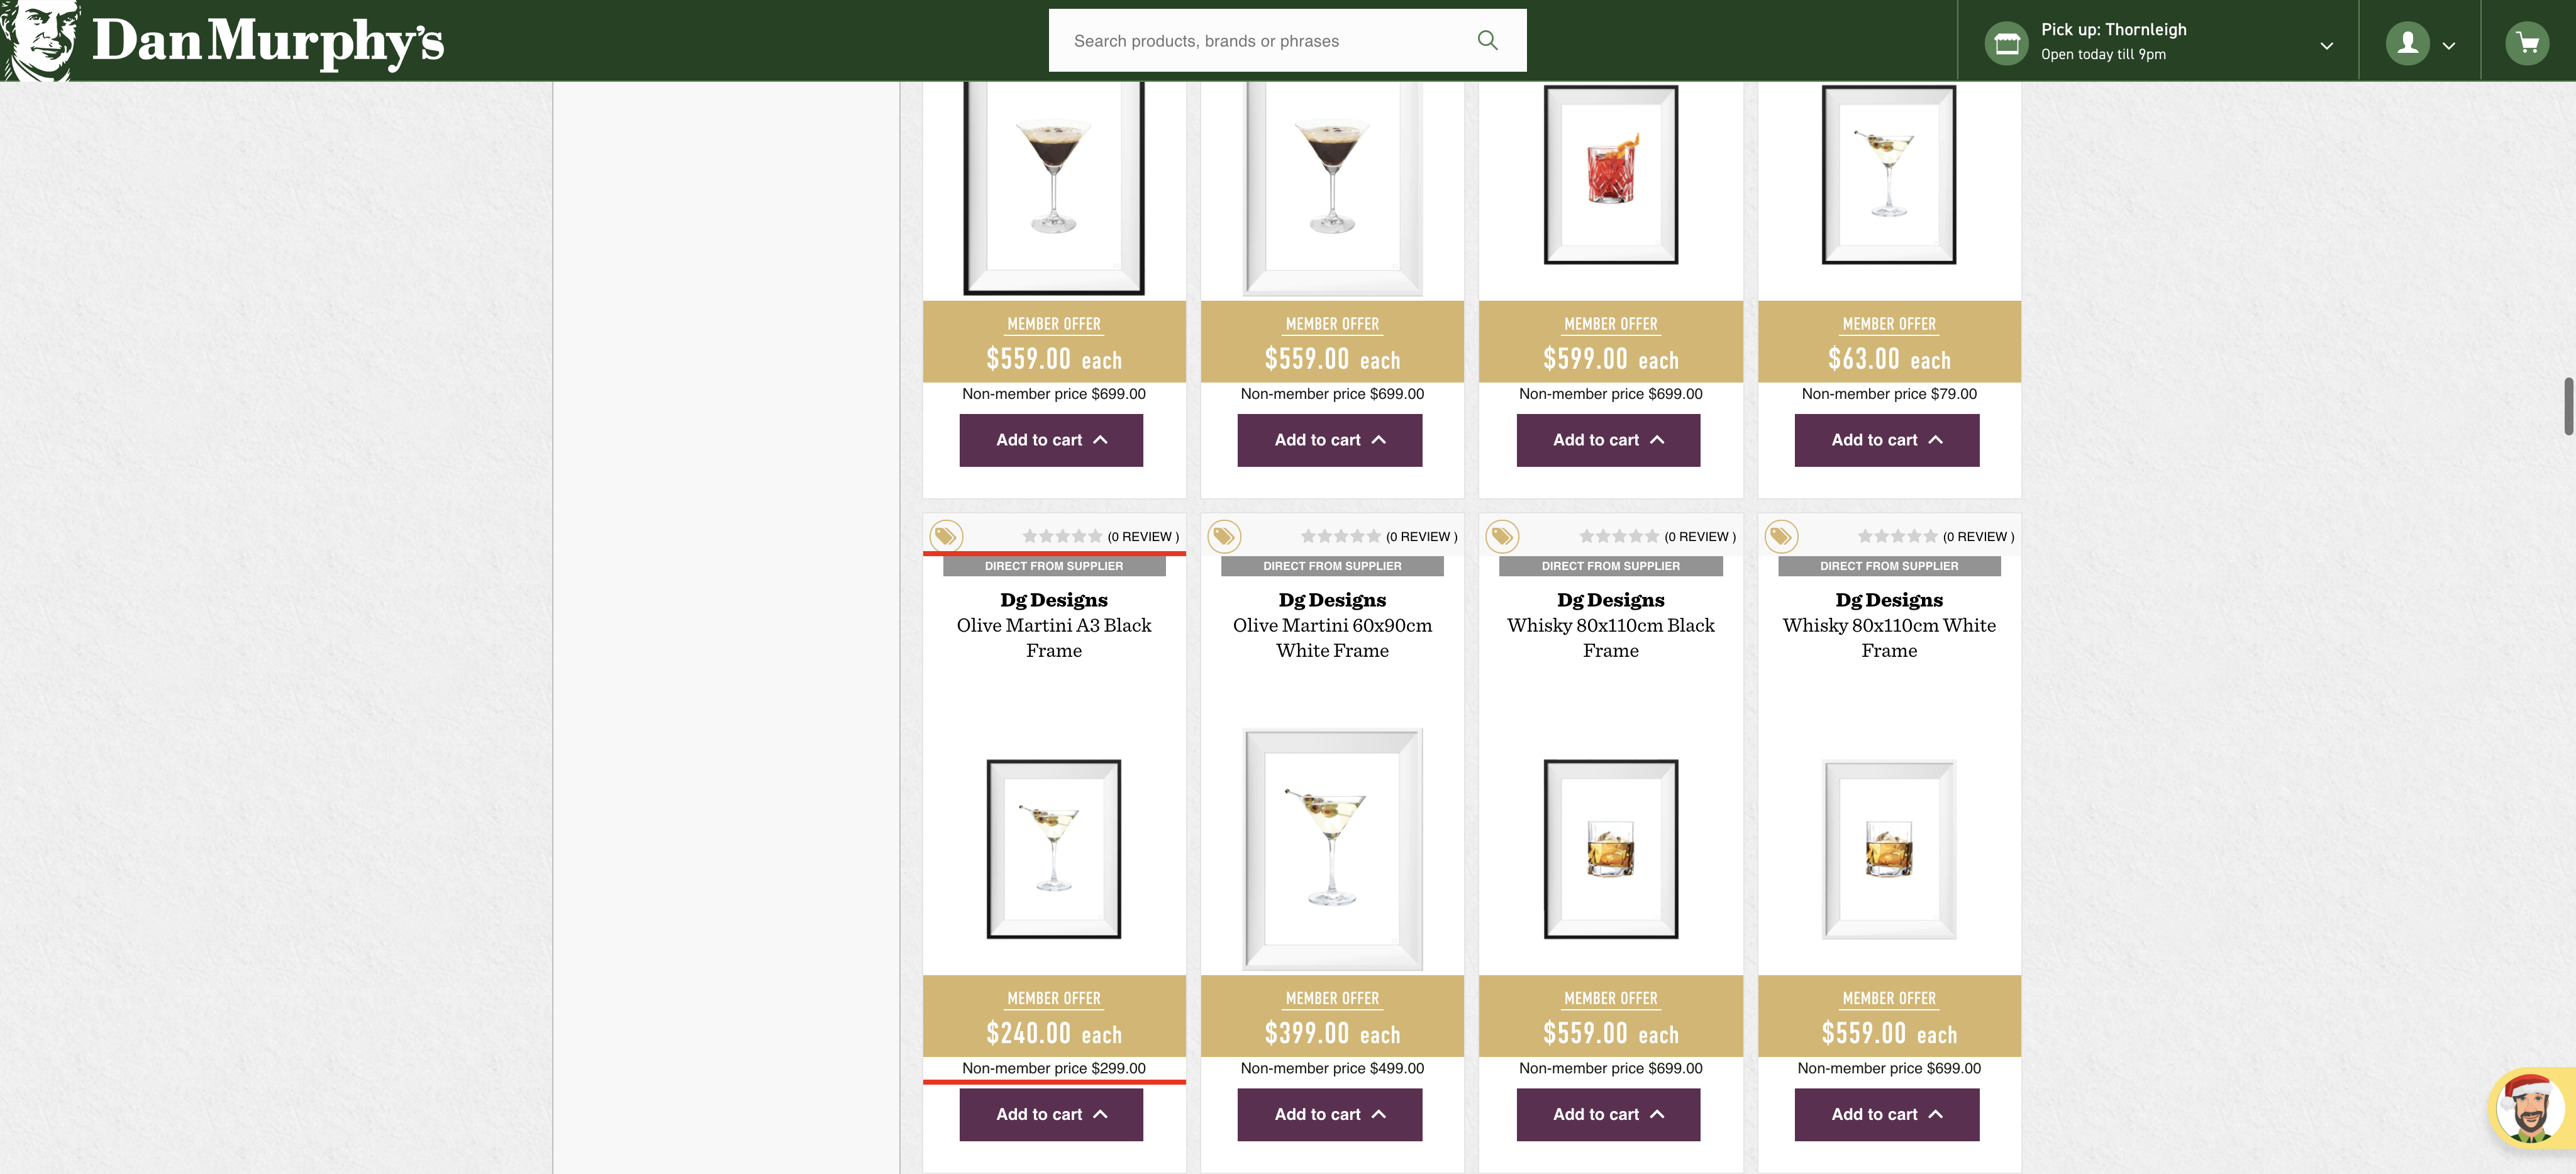 Dan Murphy's
Search products, brands or phrases
Pick up: Thornleigh
Open today till 9pm
MEMBER OFFER
$559.00 each
Non-member price $699.00
Add to cart
MEMBER OFFER
$559.00 each
Non-member price $699.00
Add to cart
MEMBER OFFER
$599.00 each
Non-member price $699.00
Add to cart
MEMBER OFFER
$63.00 each
Non-member price $79.00
Add to cart
(0 REVIEW )
DIRECT FROM SUPPLIER
Dg Designs
Olive Martini A3 Black
Frame
MEMBER OFFER
$240.00 each
Non-member price $299.00
Add to cart
(0 REVIEW )
DIRECT FROM SUPPLIER
Dg Designs
Olive Martini 60x90cm
White Frame
MEMBER OFFER
$399.00 each
Non-member price $499.00
Add to cart
(0 REVIEW )
DIRECT FROM SUPPLIER
Dg Designs
Whisky 80x110cm Black
Frame
MEMBER OFFER
$559.00 each
Non-member price $699.00
Add to cart
(0 REVIEW )
DIRECT FROM SUPPLIER
Dg Designs
Whisky 80x110cm White
Frame
MEMBER OFFER
$559.00 each
Non-member price $699.00
Add to cart